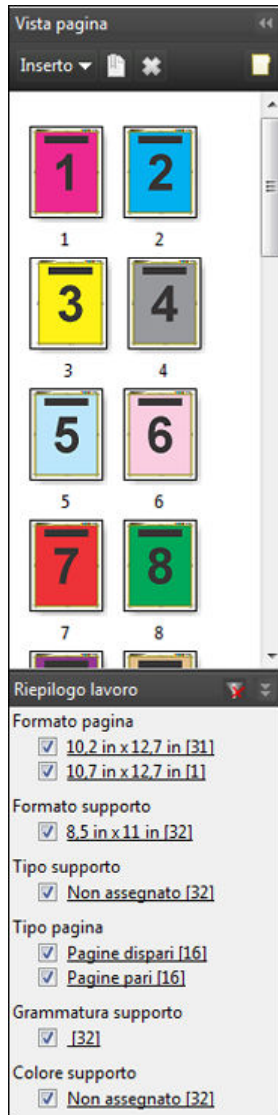 Vista pagina
Inserto
1 2
1 2
3 4
3 4
5 6
5 6
7 8
7 8
Riepilogo lavoro
Formato pagina
10,2 in x 12,7 in [31]
10,7 in x 12,7 in [1]
Formato supporto
8,5 in x 11 in [32]
Tipo supporto
Non assegnato [32]
Tipo pagina
Pagine dispari [16]
Pagine pari [16]
Grammatura supporto
[32]
Colore supporto
Non assegnato [32]